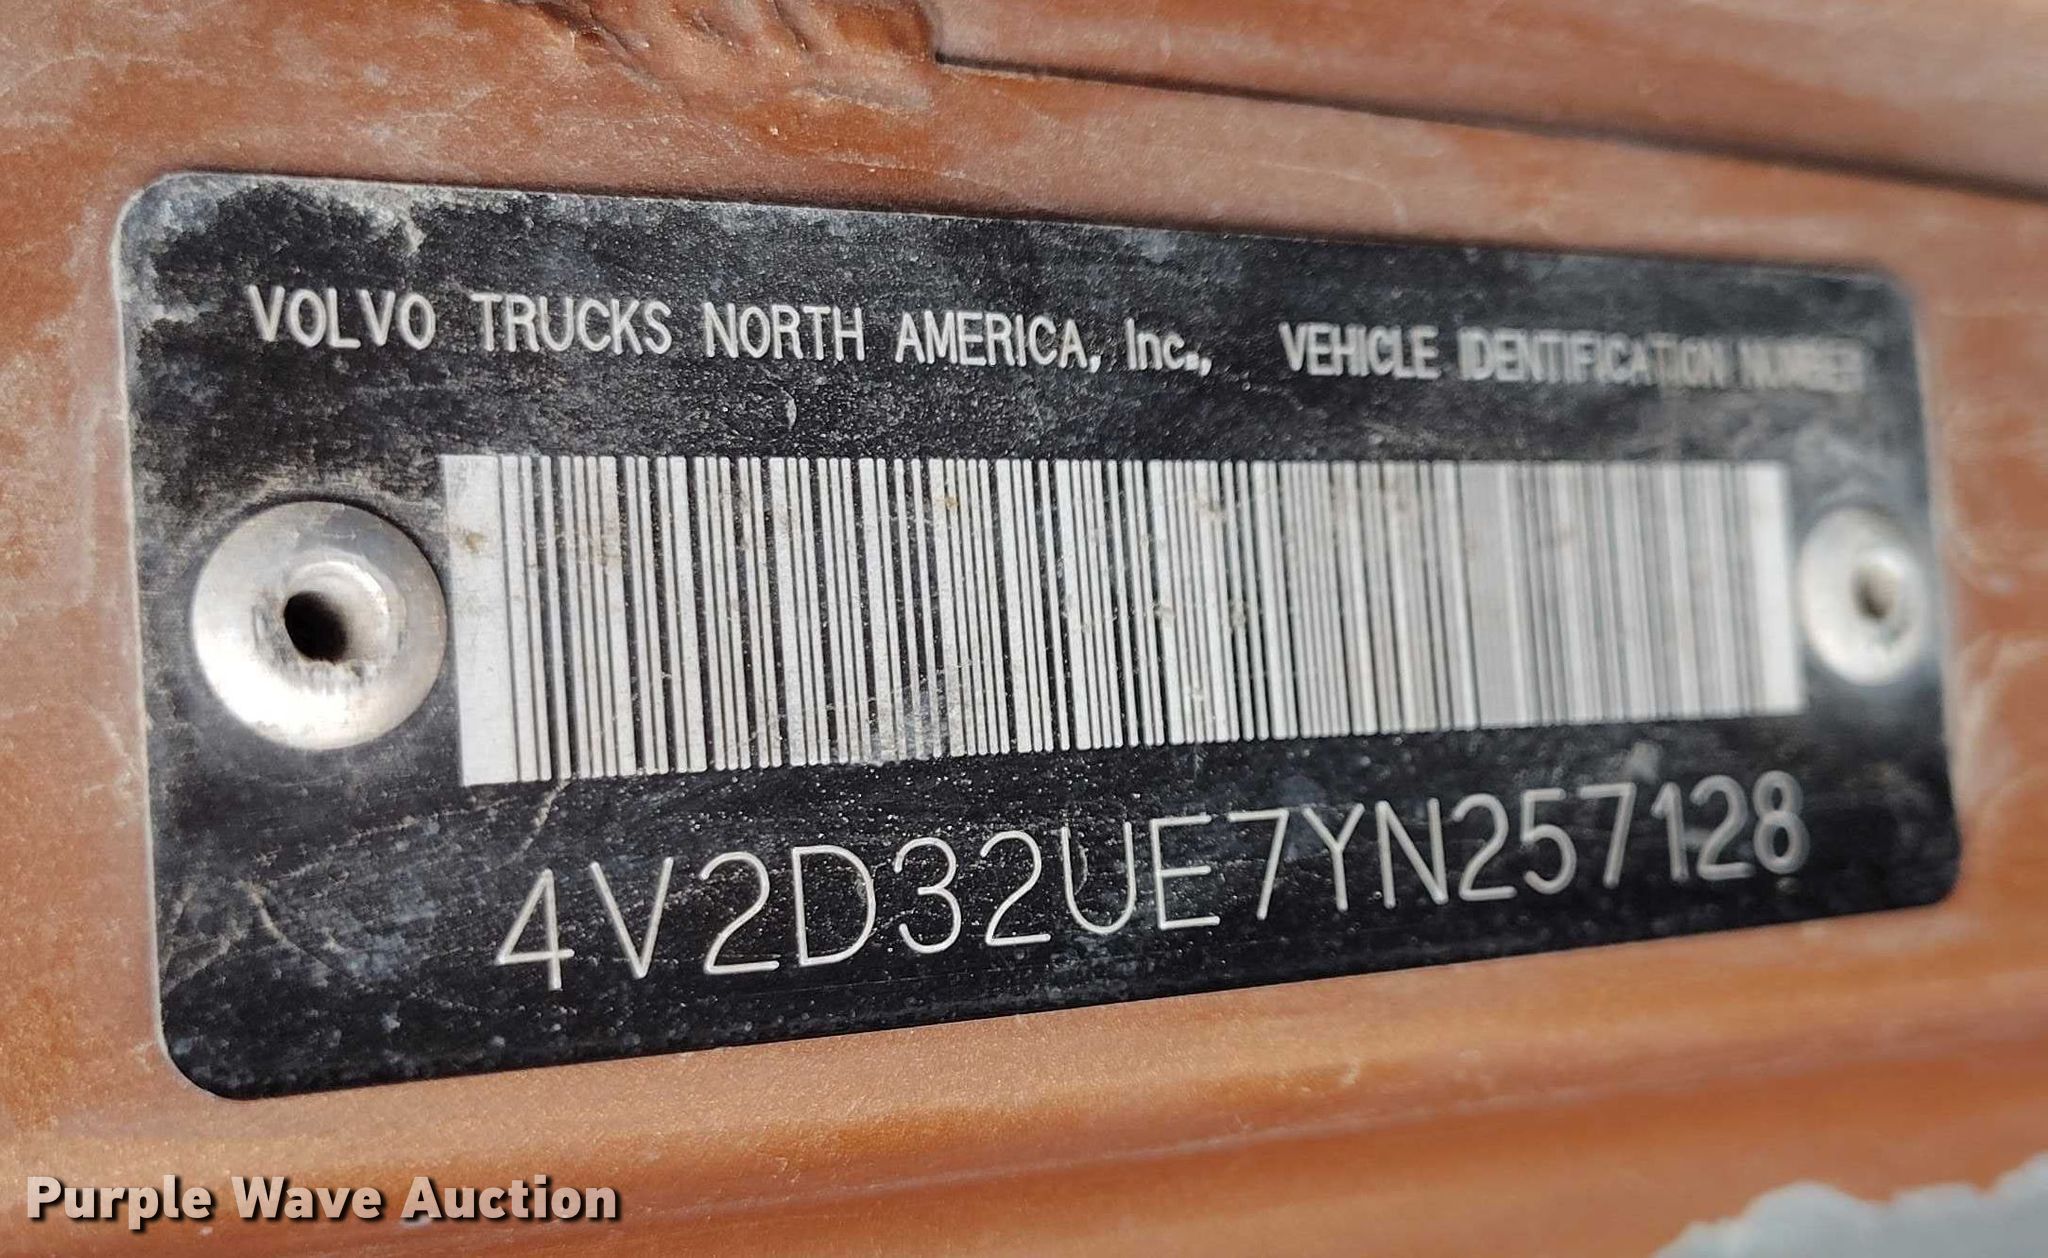 VOLVO TRUCKS NORTH AMERICA, Inc., VEHICLE IDENTIFICATION NUMBER
4V2D32UE7YN257128
Purple Wave Auction